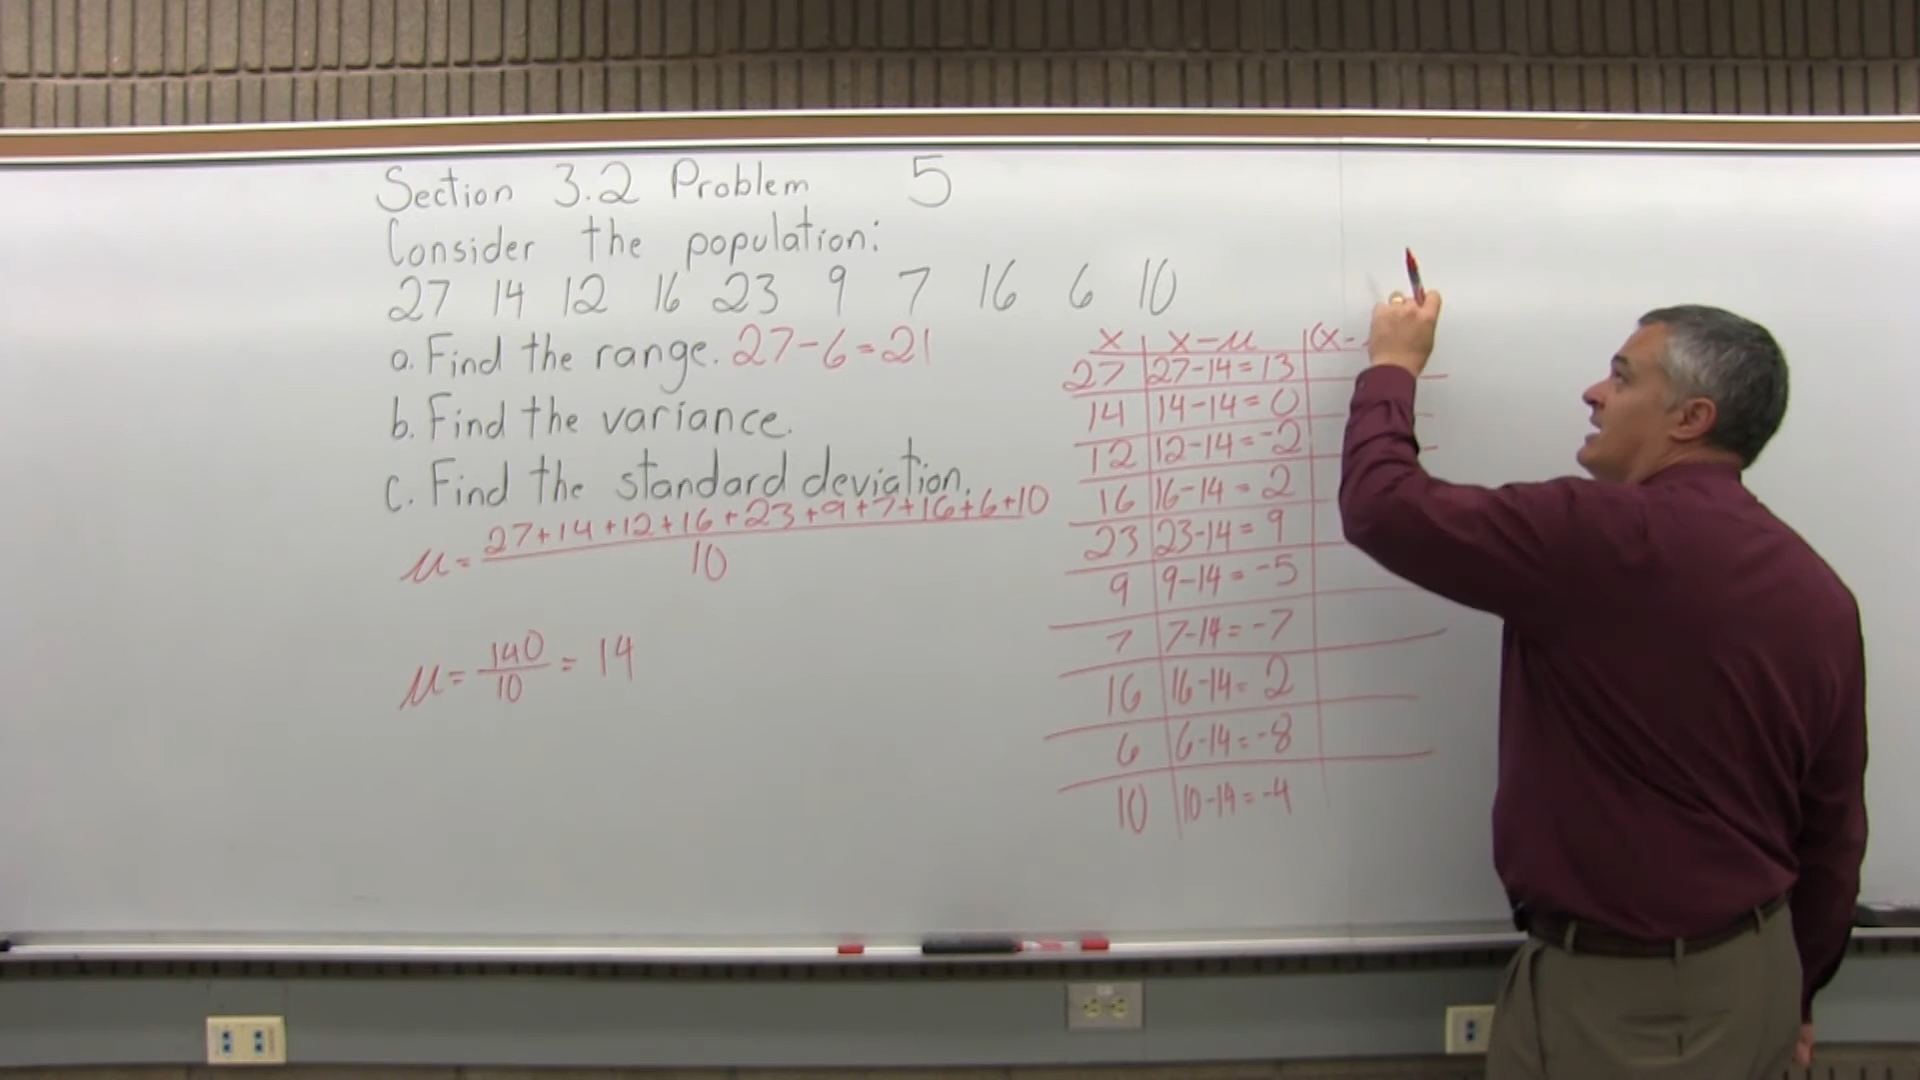 Section 3.2 Problem 5
Consider the population:
27 14 12 16 23 9 7 16 6 10
a. Find the range. 27-6=21
b. Find the variance.
c. Find the standard deviation.
μ= 27+14+12+16+23+9+7+16+6+10
10
μ= 140/10 = 14
x x-μ (x-
27 27-14=13
14 14-14=0
12 12-14=-2
16 16-14=2
23 23-14=9
9 9-14=-5
7 7-14=-7
16 16-14=2
6 6-14=-8
10 10-14=-4